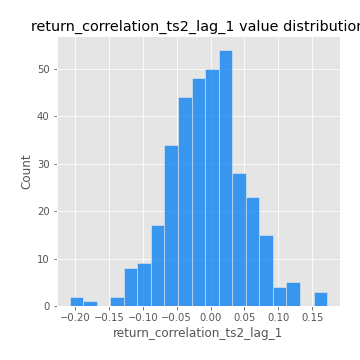 return_correlation_ts2_lag_1 value distribution
Count
50
40
30
20
10
0
−0.20 −0.15 −0.10 −0.05 0.00 0.05 0.10 0.15
return_correlation_ts2_lag_1